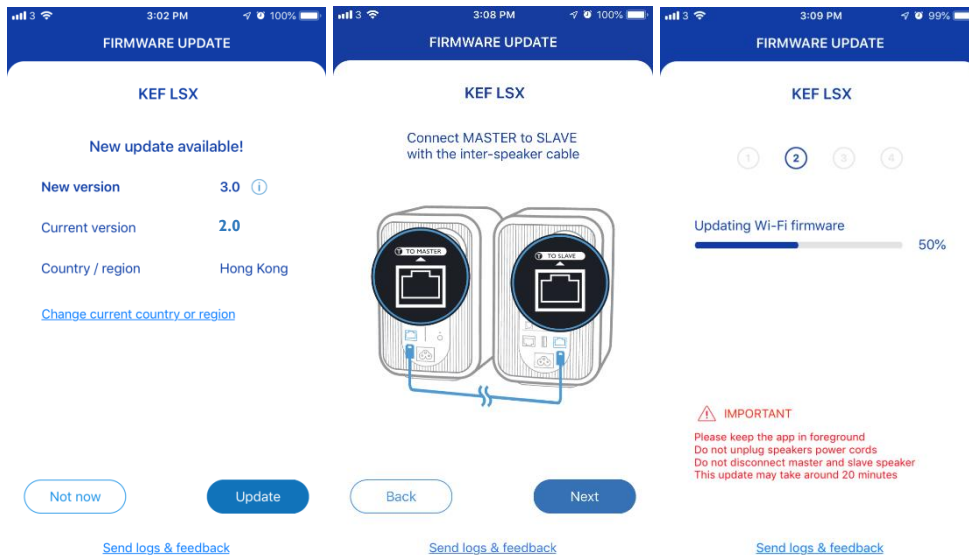 3 3:02 PM 100%
FIRMWARE UPDATE
KEF LSX
New update available!
New version 3.0 i
Current version 2.0
Country / region Hong Kong
Change current country or region
Not now Update
Send logs & feedback
3 3:08 PM 100%
FIRMWARE UPDATE
KEF LSX
Connect MASTER to SLAVE
with the inter-speaker cable
TO MASTER
TO SLAVE
Back Next
Send logs & feedback
3 3:09 PM 99%
FIRMWARE UPDATE
KEF LSX
1 2 3 4
Updating Wi-Fi firmware
50%
IMPORTANT
Please keep the app in foreground
Do not unplug speakers power cords
Do not disconnect master and slave speaker
This update may take around 20 minutes
Send logs & feedback